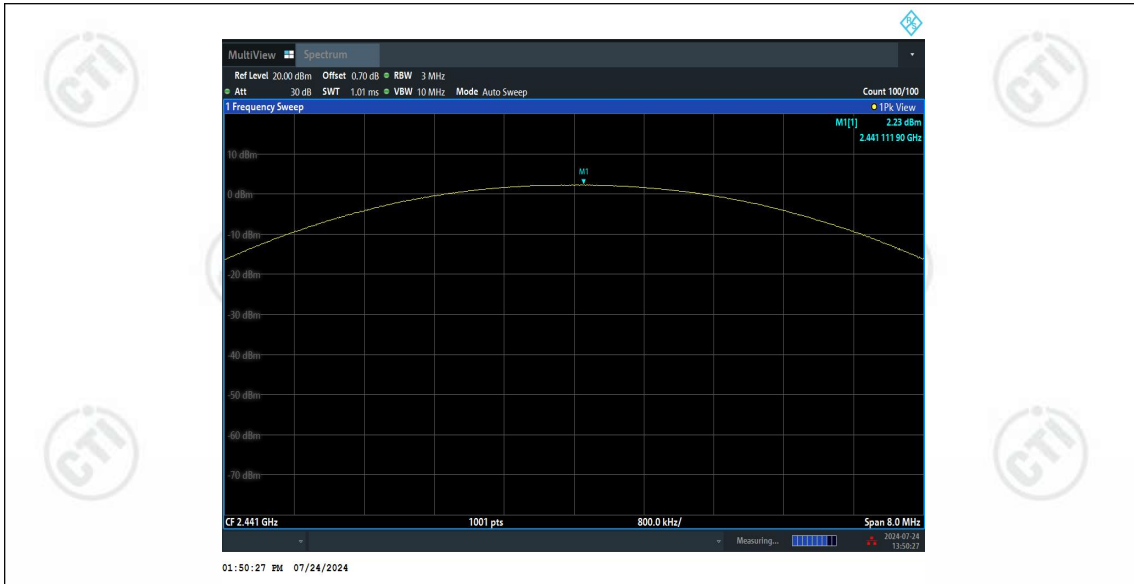 R&S
MultiView Spectrum
Ref Level 20.00 dBm Offset 0.70 dB RBW 3 MHz
Att 30 dB SWT 1.01 ms VBW 10 MHz Mode Auto Sweep Count 100/100
1 Frequency Sweep 1Pk View
M1[1] 2.23 dBm
2.441 111 90 GHz
10 dBm
M1
0 dBm
-10 dBm
-20 dBm
-30 dBm
-40 dBm
-50 dBm
-60 dBm
-70 dBm
CF 2.441 GHz 1001 pts 800.0 kHz/ Span 8.0 MHz
Measuring... 2024-07-24
13:50:27
01:50:27 PM 07/24/2024
CTI
CTI
CTI
CTI